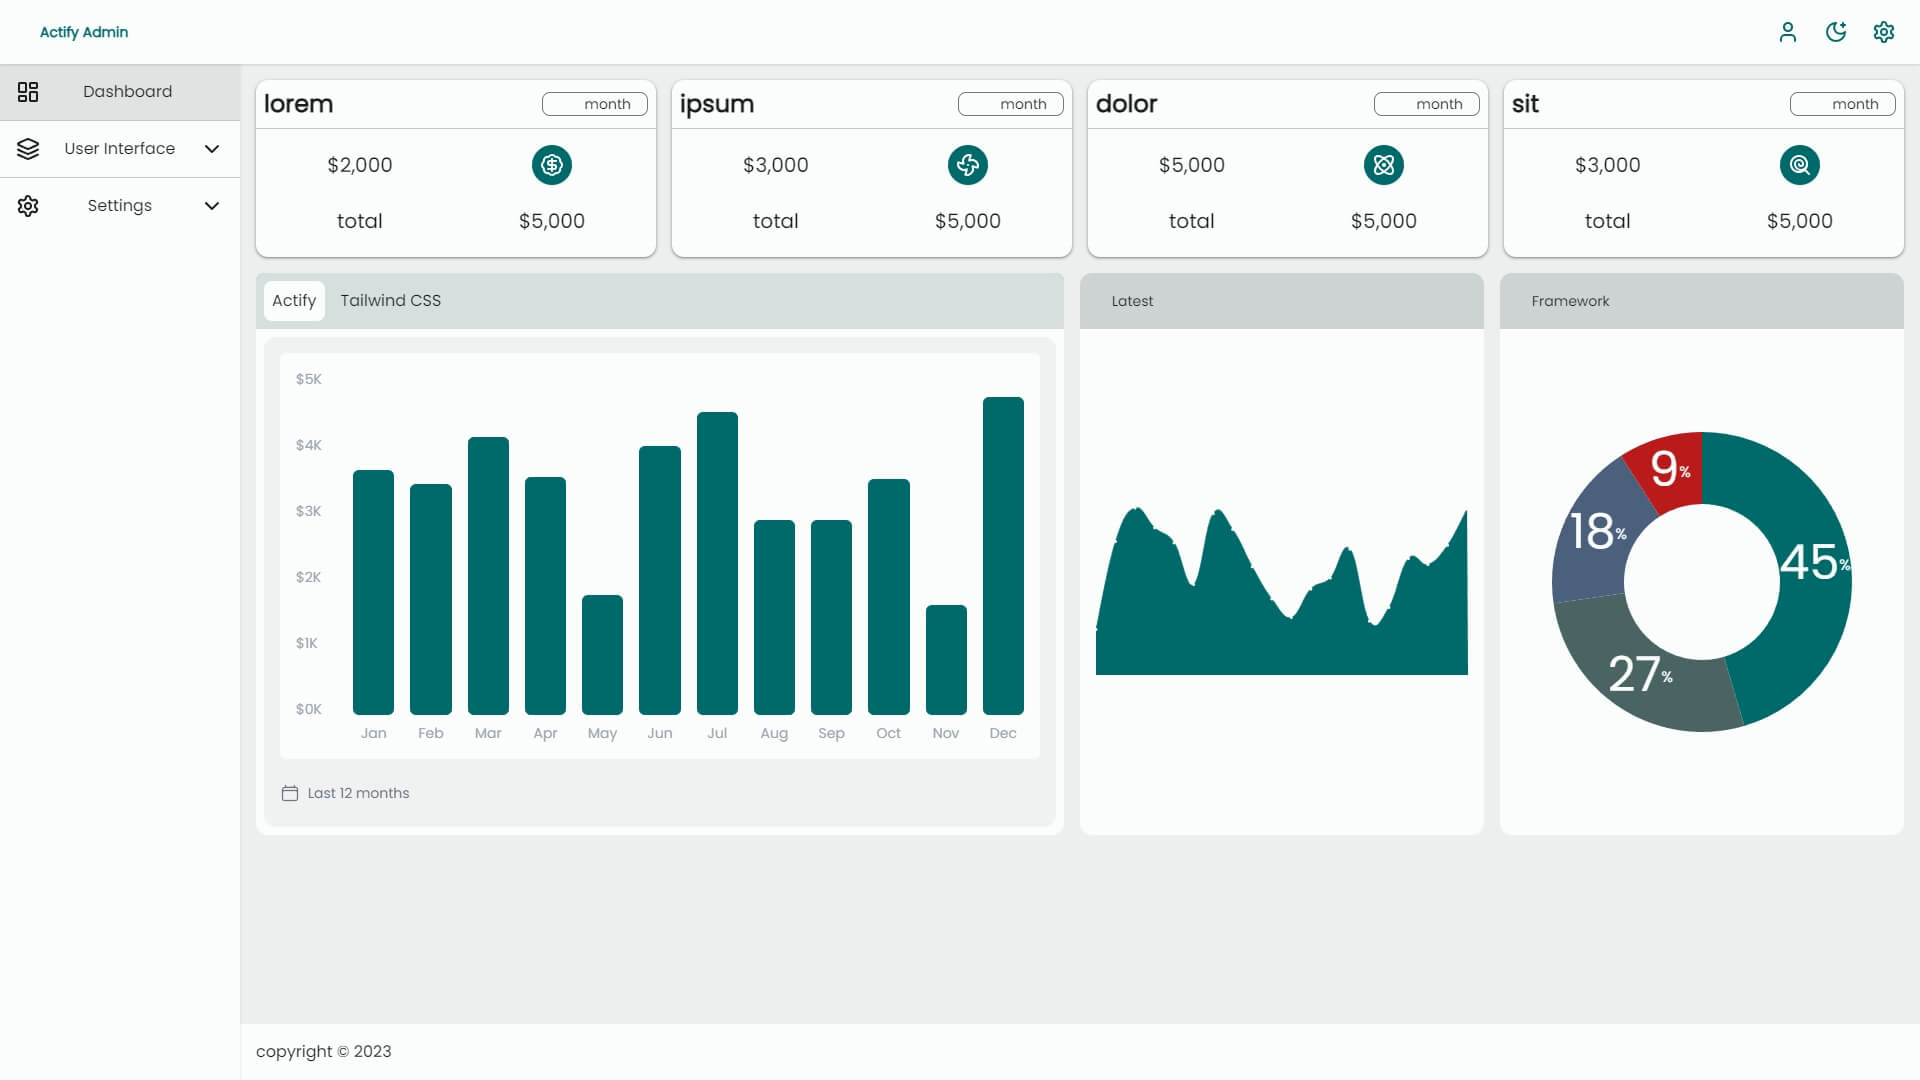 Actify Admin
Dashboard
User Interface
Settings
lorem month
$2,000
total $5,000
ipsum month
$3,000
total $5,000
dolor month
$5,000
total $5,000
sit month
$3,000
total $5,000
Actify Tailwind CSS
$5K
$4K
$3K
$2K
$1K
$0K
Jan Feb Mar Apr May Jun Jul Aug Sep Oct Nov Dec
Last 12 months
Latest
Framework
9%
18%
45%
27%
copyright © 2023